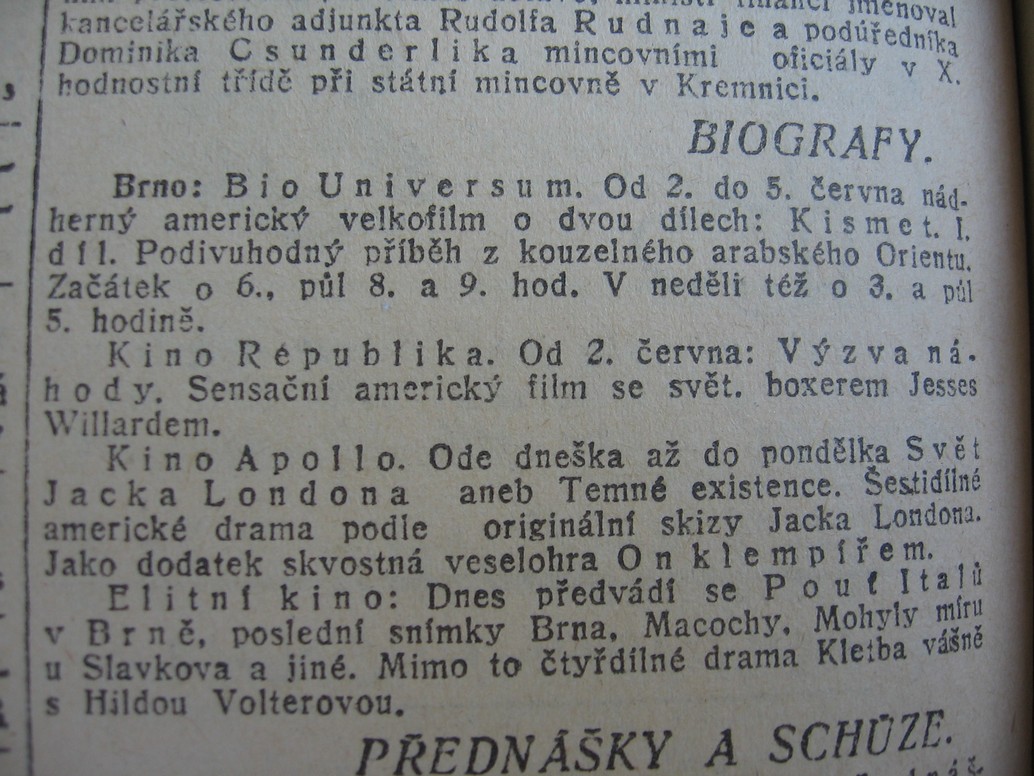 financí jmenoval
kancelářského adjunkta Rudolfa Rudnaje a podúředníka
Dominika Csunderlika mincovními oficiály v X.
hodnostní třídě při státní mincovně v Kremnici.
BIOGRAFY.
Brno: Bio Universum. Od 2. do 5. června nád-
herný americký velkofilm o dvou dílech: Kismet. I.
díl. Podivuhodný příběh z kouzelného arabského Orientu.
Začátek o 6., půl 8. a 9. hod. V neděli též o 3. a půl
5. hodině.
Kino Republika. Od 2. června: Výzva ná-
hody. Sensační americký film se svět. boxerem Jesses
Willardem.
Kino Apollo. Ode dneška až do pondělka Svět
Jacka Londona aneb Temné existence. Šestidílné
americké drama podle originální skizy Jacka Londona.
Jako dodatek skvostná veselohra On klempířem.
Elitní kino: Dnes předvádí se Pouť Italů
v Brně, poslední snímky Brna, Macochy, Mohyly míru
u Slavkova a jiné. Mimo to čtyřdílné drama Kletba vášně
s Hildou Volterovou.
PŘEDNÁŠKY A SCHŮZE.